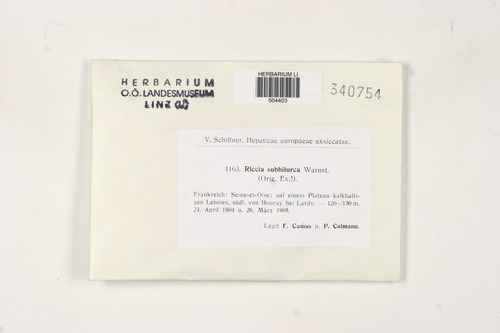 HERBARIUM
O.Ö. LANDESMUSEUM
LINZ
HERBARIUM LI
504403
340754
V. Schiffner, Hepaticae europaeae exsiccatae.
1163. Riccia subbifurca Warnst.
(Orig. Ex.!).
Frankreich: Seine-et-Oise; auf einem Plateau kalkhalti-
gen Lehmes, südl. von Bouray bei Lardy. — 120—130 m.
24. April 1904 u. 26. März 1905.
Legit F. Camus u. P. Culmann.